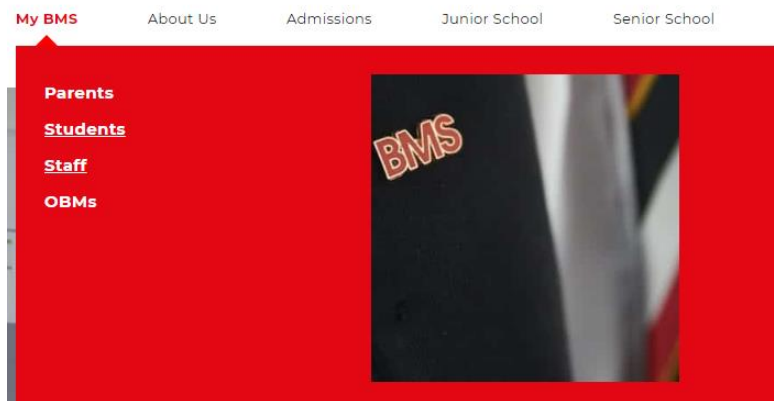 My BMS About Us Admissions Junior School Senior School
Parents
Students
Staff
OBMs
BMS